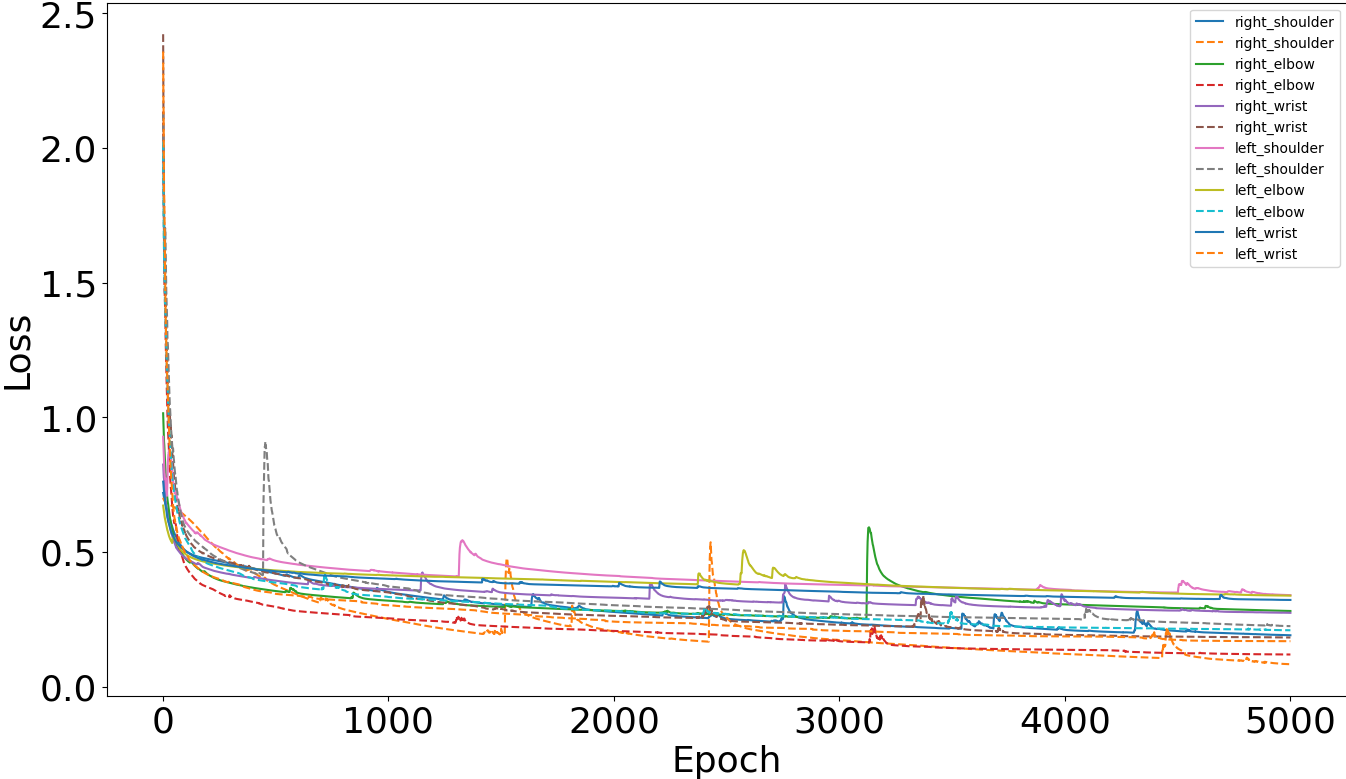 2.5
2.0
1.5
1.0
0.5
0.0
Loss
0 1000 2000 3000 4000 5000
Epoch
right_shoulder
right_shoulder
right_elbow
right_elbow
right_wrist
right_wrist
left_shoulder
left_shoulder
left_elbow
left_elbow
left_wrist
left_wrist